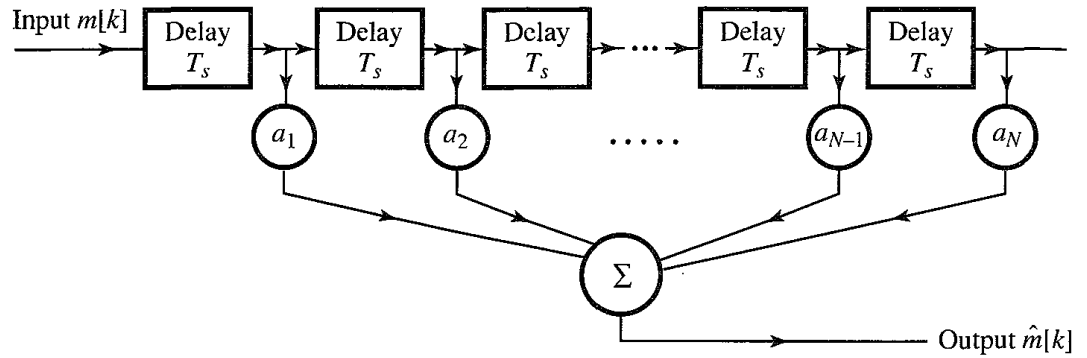 Input m[k]
Delay
T_s
Delay
T_s
Delay
T_s
...
Delay
T_s
Delay
T_s
a_1
a_2
.....
a_{N-1}
a_N
Σ
Output m̂[k]